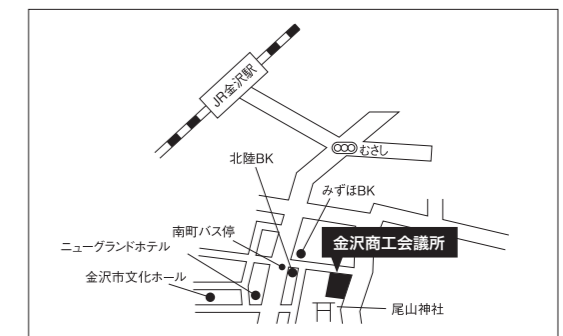 JR金沢駅
むさし
北陸BK
みずほBK
南町バス停
ニューグランドホテル
金沢商工会議所
金沢市文化ホール
尾山神社